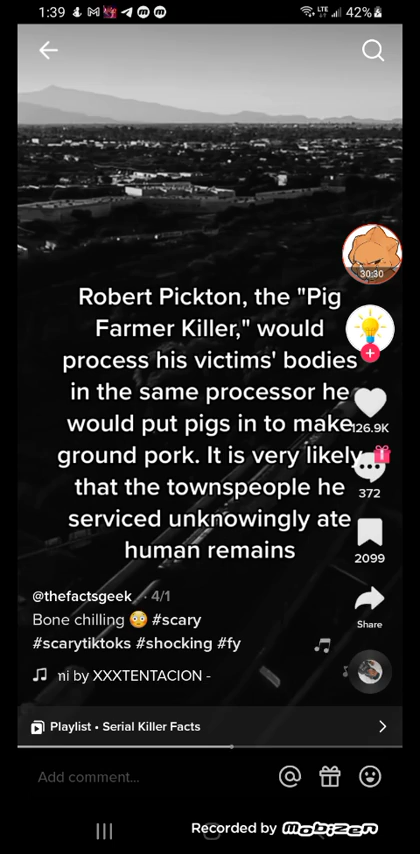 1:39
LTE
42%
30:30
Robert Pickton, the "Pig
Farmer Killer," would
process his victims' bodies
in the same processor he
would put pigs in to make
ground pork. It is very likely
that the townspeople he
serviced unknowingly ate
human remains
126.9K
372
2099
Share
@thefactsgeek · 4/1
Bone chilling 😳 #scary
#scarytiktoks #shocking #fy
ni by XXXTENTACION -
Playlist • Serial Killer Facts
Add comment...
Recorded by Mobizen